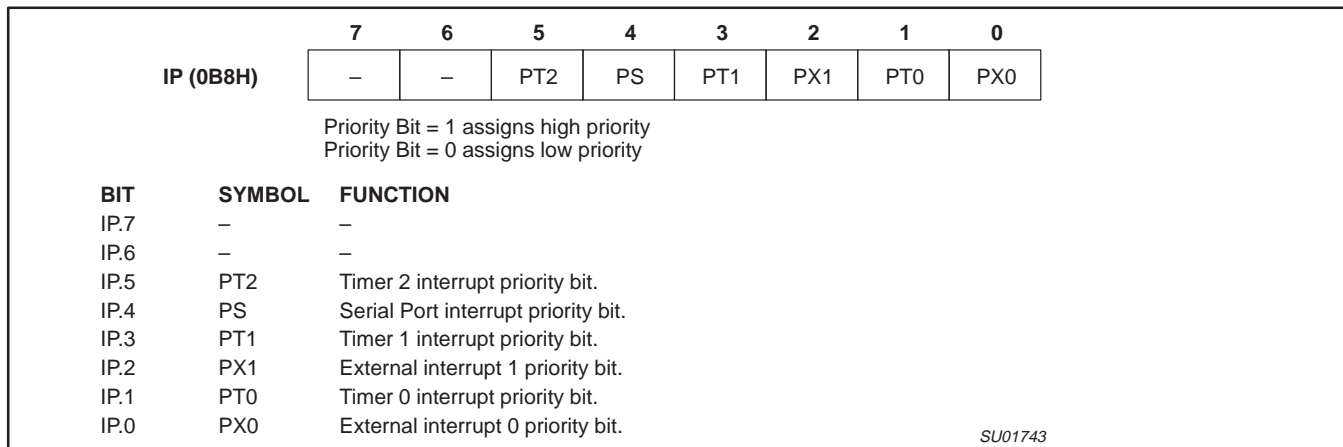 7 6 5 4 3 2 1 0
IP (0B8H) – – PT2 PS PT1 PX1 PT0 PX0
Priority Bit = 1 assigns high priority
Priority Bit = 0 assigns low priority
BIT SYMBOL FUNCTION
IP.7 – –
IP.6 – –
IP.5 PT2 Timer 2 interrupt priority bit.
IP.4 PS Serial Port interrupt priority bit.
IP.3 PT1 Timer 1 interrupt priority bit.
IP.2 PX1 External interrupt 1 priority bit.
IP.1 PT0 Timer 0 interrupt priority bit.
IP.0 PX0 External interrupt 0 priority bit.
SU01743